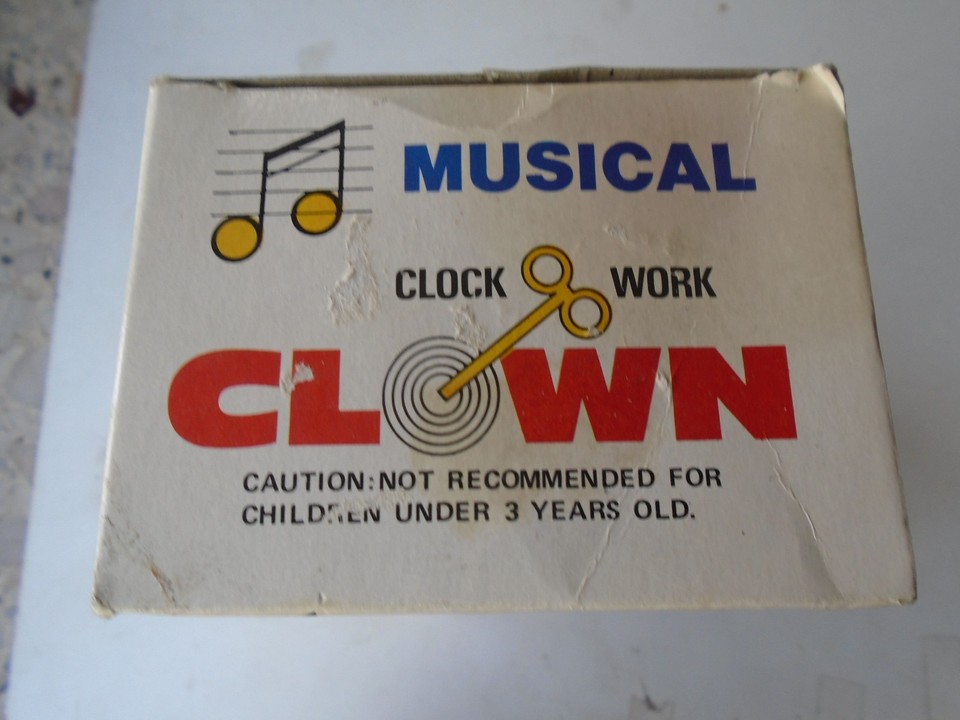 MUSICAL
CLOCK WORK
CLOWN
CAUTION:NOT RECOMMENDED FOR
CHILDREN UNDER 3 YEARS OLD.